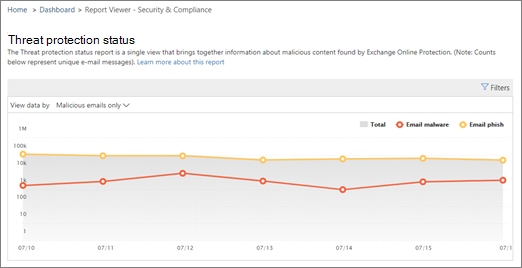 Home > Dashboard > Report Viewer - Security & Compliance
Threat protection status
The Threat protection status report is a single view that brings together information about malicious content found by Exchange Online Protection. (Note: Counts
below represent unique e-mail messages). Learn more about this report
Filters
View data by Malicious emails only
Total Email malware Email phish
1M
100k
10k
1k
100
10
1
07/10 07/11 07/12 07/13 07/14 07/15 07/1